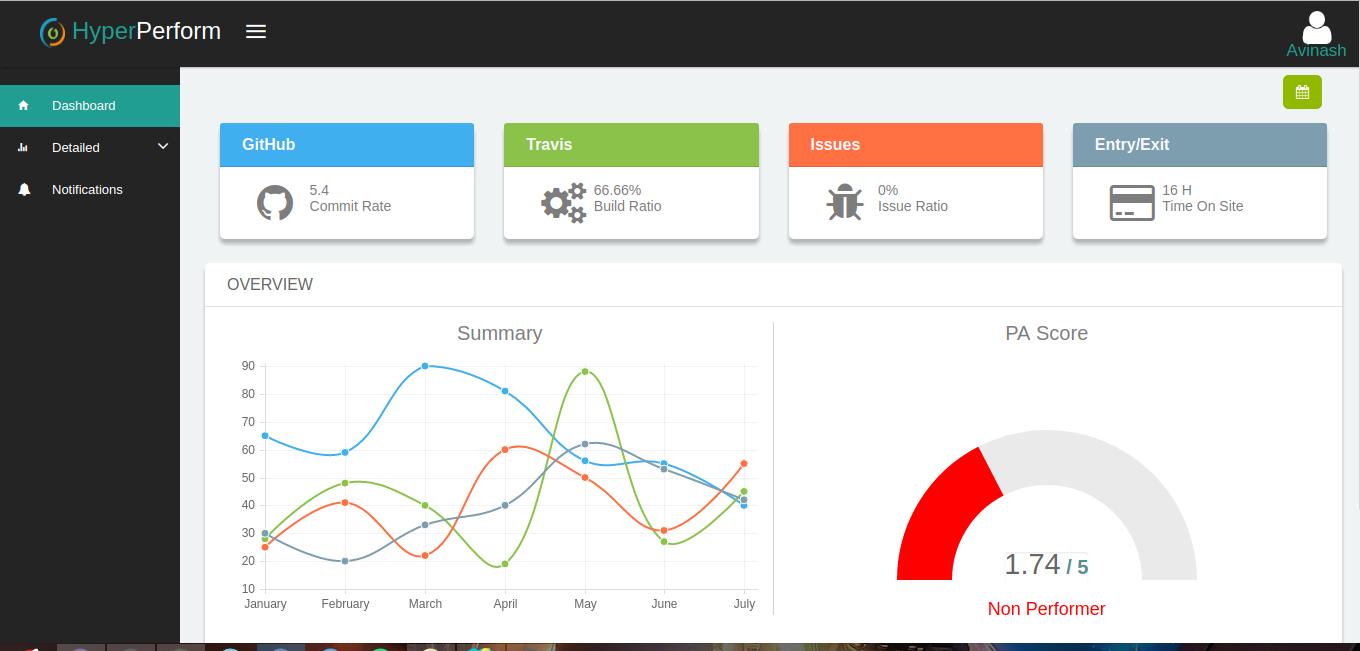 HyperPerform
Avinash
Dashboard
Detailed
Notifications
GitHub
5.4
Commit Rate
Travis
66.66%
Build Ratio
Issues
0%
Issue Ratio
Entry/Exit
16 H
Time On Site
OVERVIEW
Summary
90
80
70
60
50
40
30
20
10
January February March April May June July
PA Score
1.74 / 5
Non Performer